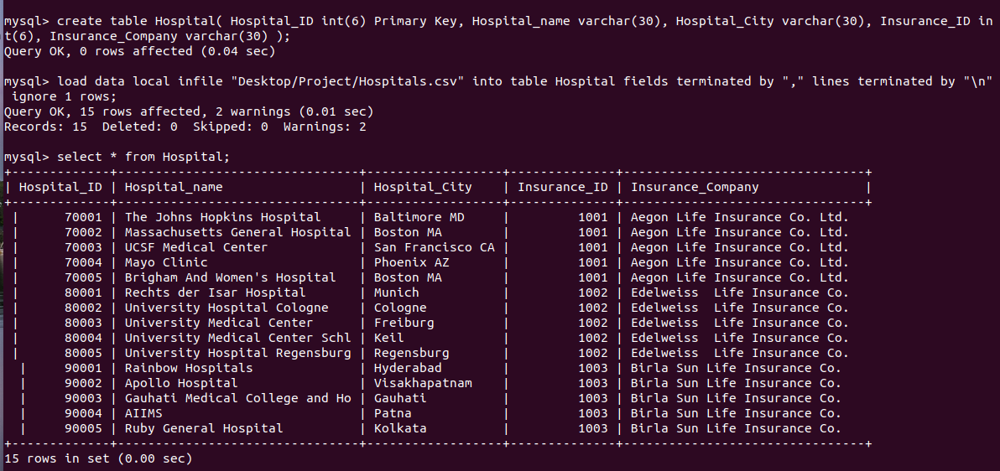 mysql> create table Hospital( Hospital_ID int(6) Primary Key, Hospital_name varchar(30), Hospital_City varchar(30), Insurance_ID in
t(6), Insurance_Company varchar(30) );
Query OK, 0 rows affected (0.04 sec)

mysql> load data local infile "Desktop/Project/Hospitals.csv" into table Hospital fields terminated by "," lines terminated by "\n"
 ignore 1 rows;
Query OK, 15 rows affected, 2 warnings (0.01 sec)
Records: 15  Deleted: 0  Skipped: 0  Warnings: 2

mysql> select * from Hospital;
+-------------+--------------------------------+------------------+--------------+--------------------------------+
| Hospital_ID | Hospital_name                  | Hospital_City    | Insurance_ID | Insurance_Company              |
+-------------+--------------------------------+------------------+--------------+--------------------------------+
 |      70001 | The Johns Hopkins Hospital     | Baltimore MD     |         1001 | Aegon Life Insurance Co. Ltd.
 |      70002 | Massachusetts General Hospital | Boston MA        |         1001 | Aegon Life Insurance Co. Ltd.
 |      70003 | UCSF Medical Center            | San Francisco CA |         1001 | Aegon Life Insurance Co. Ltd.
 |      70004 | Mayo Clinic                    | Phoenix AZ       |         1001 | Aegon Life Insurance Co. Ltd.
 |      70005 | Brigham And Women's Hospital   | Boston MA        |         1001 | Aegon Life Insurance Co. Ltd.
 |      80001 | Rechts der Isar Hospital       | Munich           |         1002 | Edelweiss  Life Insurance Co.
 |      80002 | University Hospital Cologne    | Cologne          |         1002 | Edelweiss  Life Insurance Co.
 |      80003 | University Medical Center      | Freiburg         |         1002 | Edelweiss  Life Insurance Co.
 |      80004 | University Medical Center Schl | Keil             |         1002 | Edelweiss  Life Insurance Co.
 |      80005 | University Hospital Regensburg | Regensburg       |         1002 | Edelweiss  Life Insurance Co.
  |     90001 | Rainbow Hospitals              | Hyderabad        |         1003 | Birla Sun Life Insurance Co.
  |     90002 | Apollo Hospital                | Visakhapatnam    |         1003 | Birla Sun Life Insurance Co.
  |     90003 | Gauhati Medical College and Ho | Gauhati          |         1003 | Birla Sun Life Insurance Co.
  |     90004 | AIIMS                          | Patna            |         1003 | Birla Sun Life Insurance Co.
  |     90005 | Ruby General Hospital          | Kolkata          |         1003 | Birla Sun Life Insurance Co.
+-------------+--------------------------------+------------------+--------------+--------------------------------+
15 rows in set (0.00 sec)